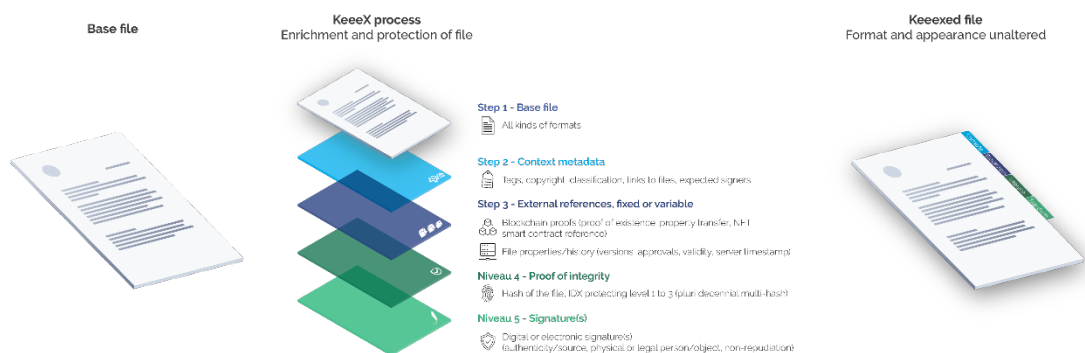 Base file
KeeeX process
Enrichment and protection of file
Keeexed file
Format and appearance unaltered
Step 1 - Base file
All kinds of formats
Step 2 - Context metadata
Tags, copyright, classification, links to files, expected signers
Step 3 - External references, fixed or variable
Blockchain proofs (proof of existence, property transfer, NFT
smart contract reference)
File properties/history (versions, approvals, validity, server timestamp)
Niveau 4 - Proof of integrity
Hash of the file, IDX protecting level 1 to 3 (pluri decennial multi-hash)
Niveau 5 - Signature(s)
Digital or electronic signature(s)
(authenticity/source, physical or legal person/object, non-repudiation)